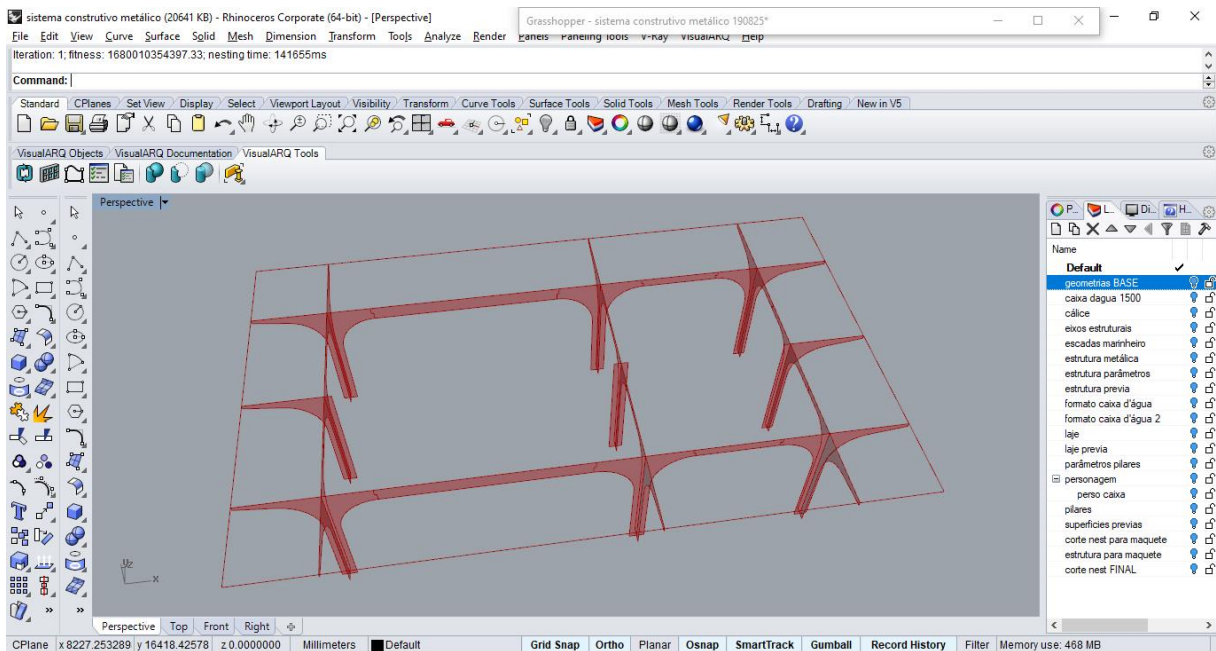 sistema construtivo metálico (20641 KB) - Rhinoceros Corporate (64-bit) - [Perspective]
Grasshopper - sistema construtivo metálico 190825*
File Edit View Curve Surface Solid Mesh Dimension Transform Tools Analyze Render Panels Paneling Tools V-Ray VisualARQ Help
Iteration: 1; fitness: 1680010354397.33; nesting time: 141655ms
Command:
Standard CPlanes Set View Display Select Viewport Layout Visibility Transform Curve Tools Surface Tools Solid Tools Mesh Tools Render Tools Drafting New in V5
VisualARQ Objects VisualARQ Documentation VisualARQ Tools
Perspective
P... L... Di... H...
Name
Default
geometrias BASE
caixa dagua 1500
cálice
eixos estruturais
escadas marinheiro
estrutura metálica
estrutura parâmetros
estrutura previa
formato caixa d'água
formato caixa d'água 2
laje
laje previa
parâmetros pilares
personagem
perso caixa
pilares
superficies previas
corte nest para maquete
estrutura para maquete
corte nest FINAL
y z
x
Perspective Top Front Right
CPlane x 8227.253289 y 16418.42578 z 0.0000000 Millimeters Default Grid Snap Ortho Planar Osnap SmartTrack Gumball Record History Filter Memory use: 468 MB